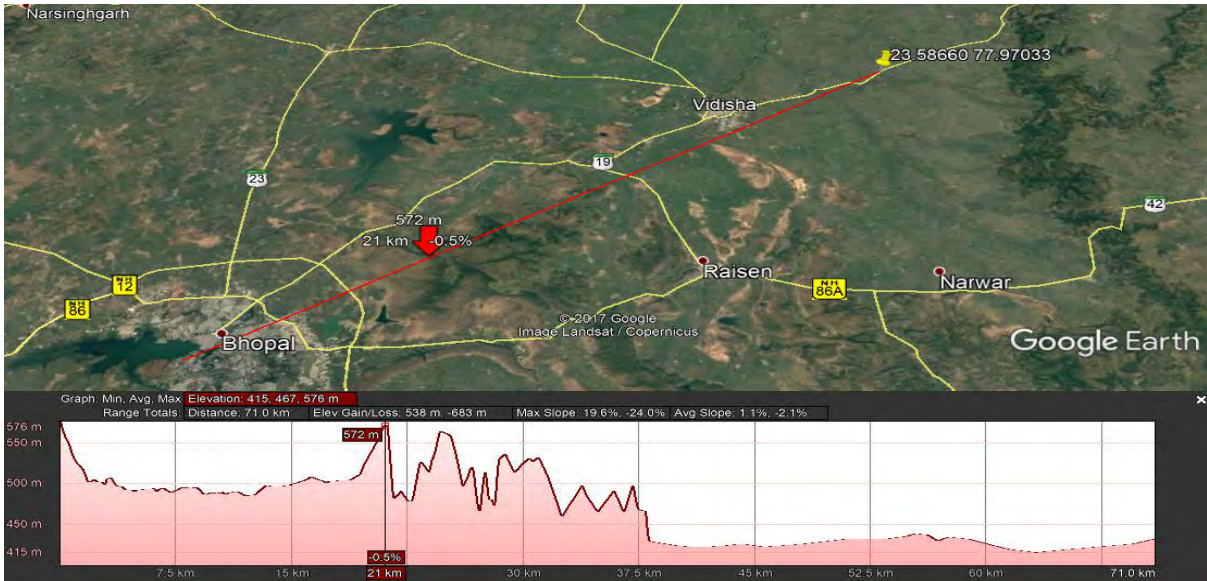 Narsinghgarh
23.58660 77.97033
Vidisha
19
23
42
572 m
21 km -0.5%
Raisen
Narwar
NH 12
NH 86A
NH 86
© 2017 Google
Image Landsat / Copernicus
Bhopal
Google Earth
Graph: Min, Avg, Max Elevation: 415, 467, 576 m
Range Totals: Distance: 71.0 km Elev Gain/Loss: 538 m, -683 m Max Slope: 19.6%, -24.0% Avg Slope: 1.1%, -2.1%
576 m
572 m
550 m
500 m
450 m
415 m
-0.5%
7.5 km 15 km 21 km 30 km 37.5 km 45 km 52.5 km 60 km 71.0 km